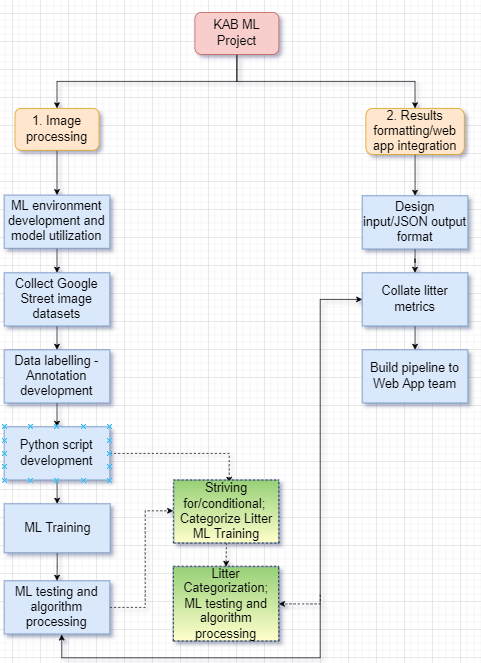 KAB ML
Project
1. Image
processing
2. Results
formatting/web
app integration
ML environment
development and
model utilization
Design
input/JSON output
format
Collect Google
Street image
datasets
Collate litter
metrics
Data labelling -
Annotation
development
Build pipeline to
Web App team
Python script
development
Striving
for/conditional;
Categorize Litter
ML Training
ML Training
Litter
Categorization;
ML testing and
algorithm
processing
ML testing and
algorithm
processing